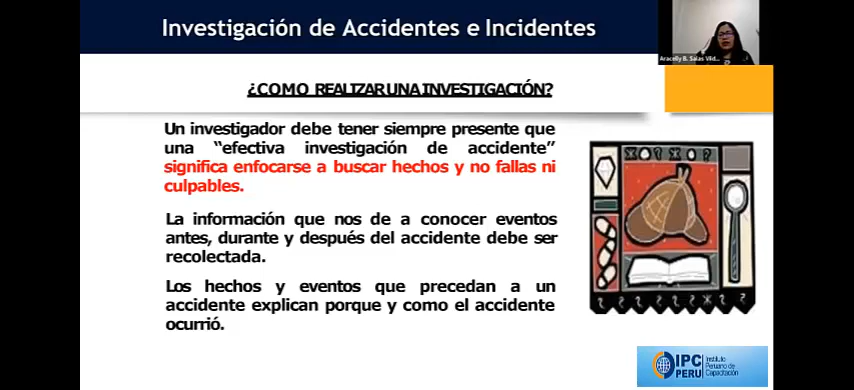 Investigación de Accidentes e Incidentes
Aracelly B. Salas Vild...
¿COMO REALIZAR UNA INVESTIGACIÓN?
Un investigador debe tener siempre presente que
una “efectiva investigación de accidente”
significa enfocarse a buscar hechos y no fallas ni
culpables.
La información que nos de a conocer eventos
antes, durante y después del accidente debe ser
recolectada.
Los hechos y eventos que precedan a un
accidente explican porque y como el accidente
ocurrió.
IPC
PERU
Instituto
Peruano de
Capacitación